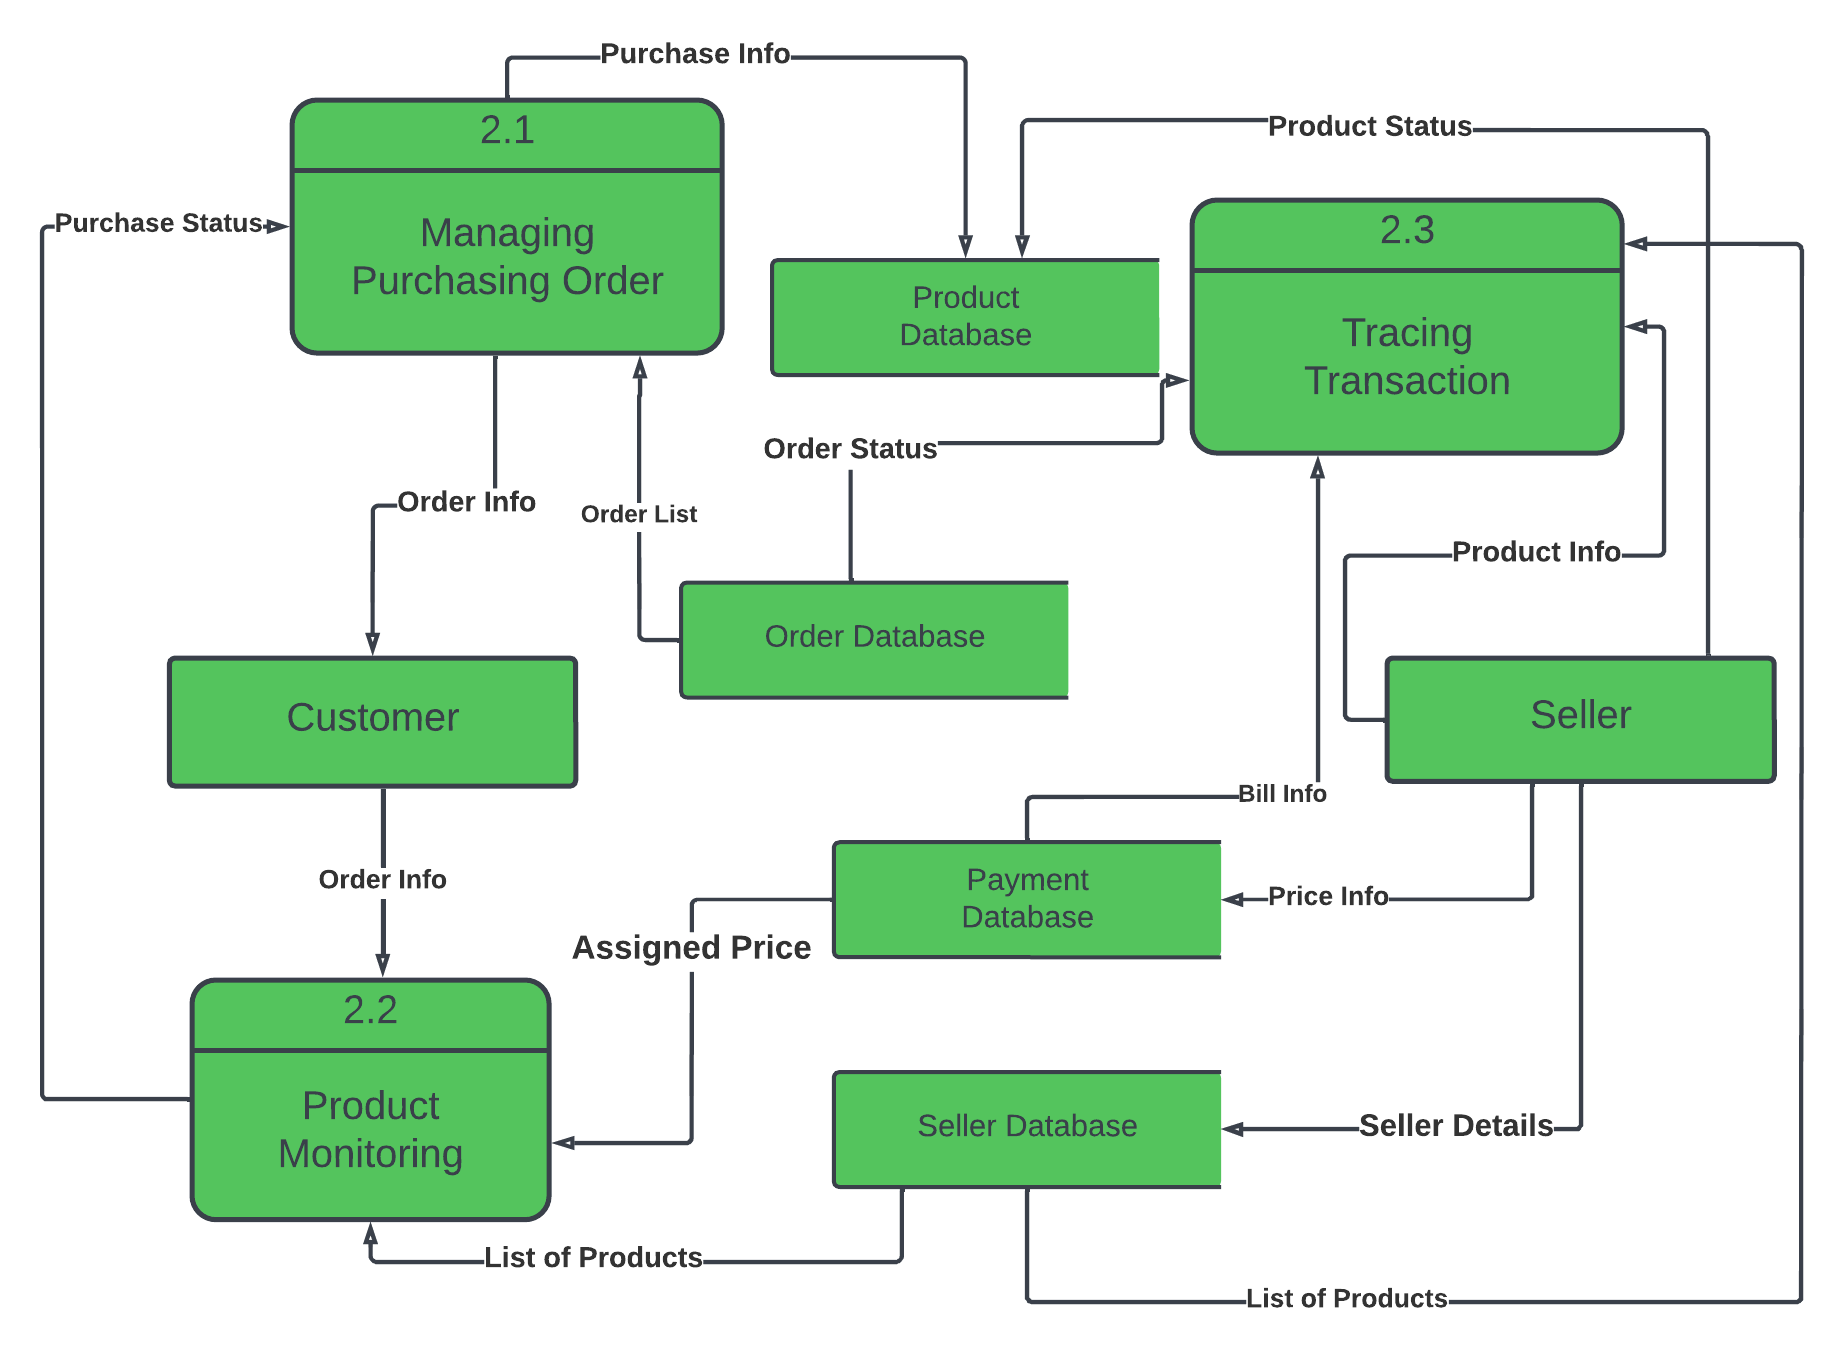 Purchase Info
2.1
Product Status
Managing
Purchasing Order
Purchase Status
2.3
Tracing
Transaction
Product
Database
Order Status
Order Info
Order List
Product Info
Order Database
Customer
Seller
Bill Info
Order Info
Payment
Database
Price Info
Assigned Price
2.2
Product
Monitoring
Seller Database
Seller Details
List of Products
List of Products